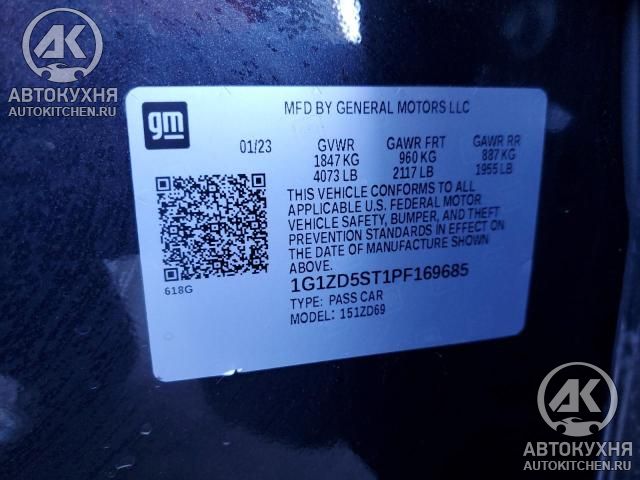 AK
АВТОКУХНЯ
AUTOKITCHEN.RU
gm
MFD BY GENERAL MOTORS LLC
01/23 GVWR GAWR FRT GAWR RR
1847 KG 960 KG 887 KG
4073 LB 2117 LB 1955 LB
THIS VEHICLE CONFORMS TO ALL
APPLICABLE U.S. FEDERAL MOTOR
VEHICLE SAFETY, BUMPER, AND THEFT
PREVENTION STANDARDS IN EFFECT ON
THE DATE OF MANUFACTURE SHOWN
ABOVE.
618G
1G1ZD5ST1PF169685
TYPE: PASS CAR
MODEL: 151ZD69
AK
АВТОКУХНЯ
AUTOKITCHEN.RU